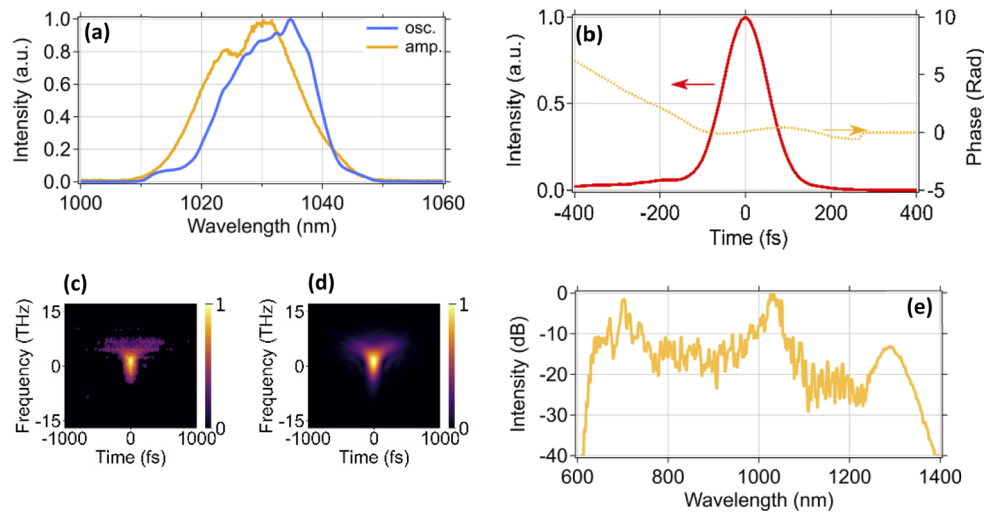 (a)
osc.
amp.
Intensity (a.u.)
1.0
0.8
0.6
0.4
0.2
0.0
1000 1020 1040 1060
Wavelength (nm)
(b)
Intensity (a.u.)
1.0
0.5
0.0
10
5
0
-5
Phase (Rad)
-400 -200 0 200 400
Time (fs)
(c)
Frequency (THz)
15
0
-15
1
0
-1000 0 1000
Time (fs)
(d)
Frequency (THz)
15
0
-15
1
0
-1000 0 1000
Time (fs)
(e)
Intensity (dB)
0
-10
-20
-30
-40
600 800 1000 1200 1400
Wavelength (nm)